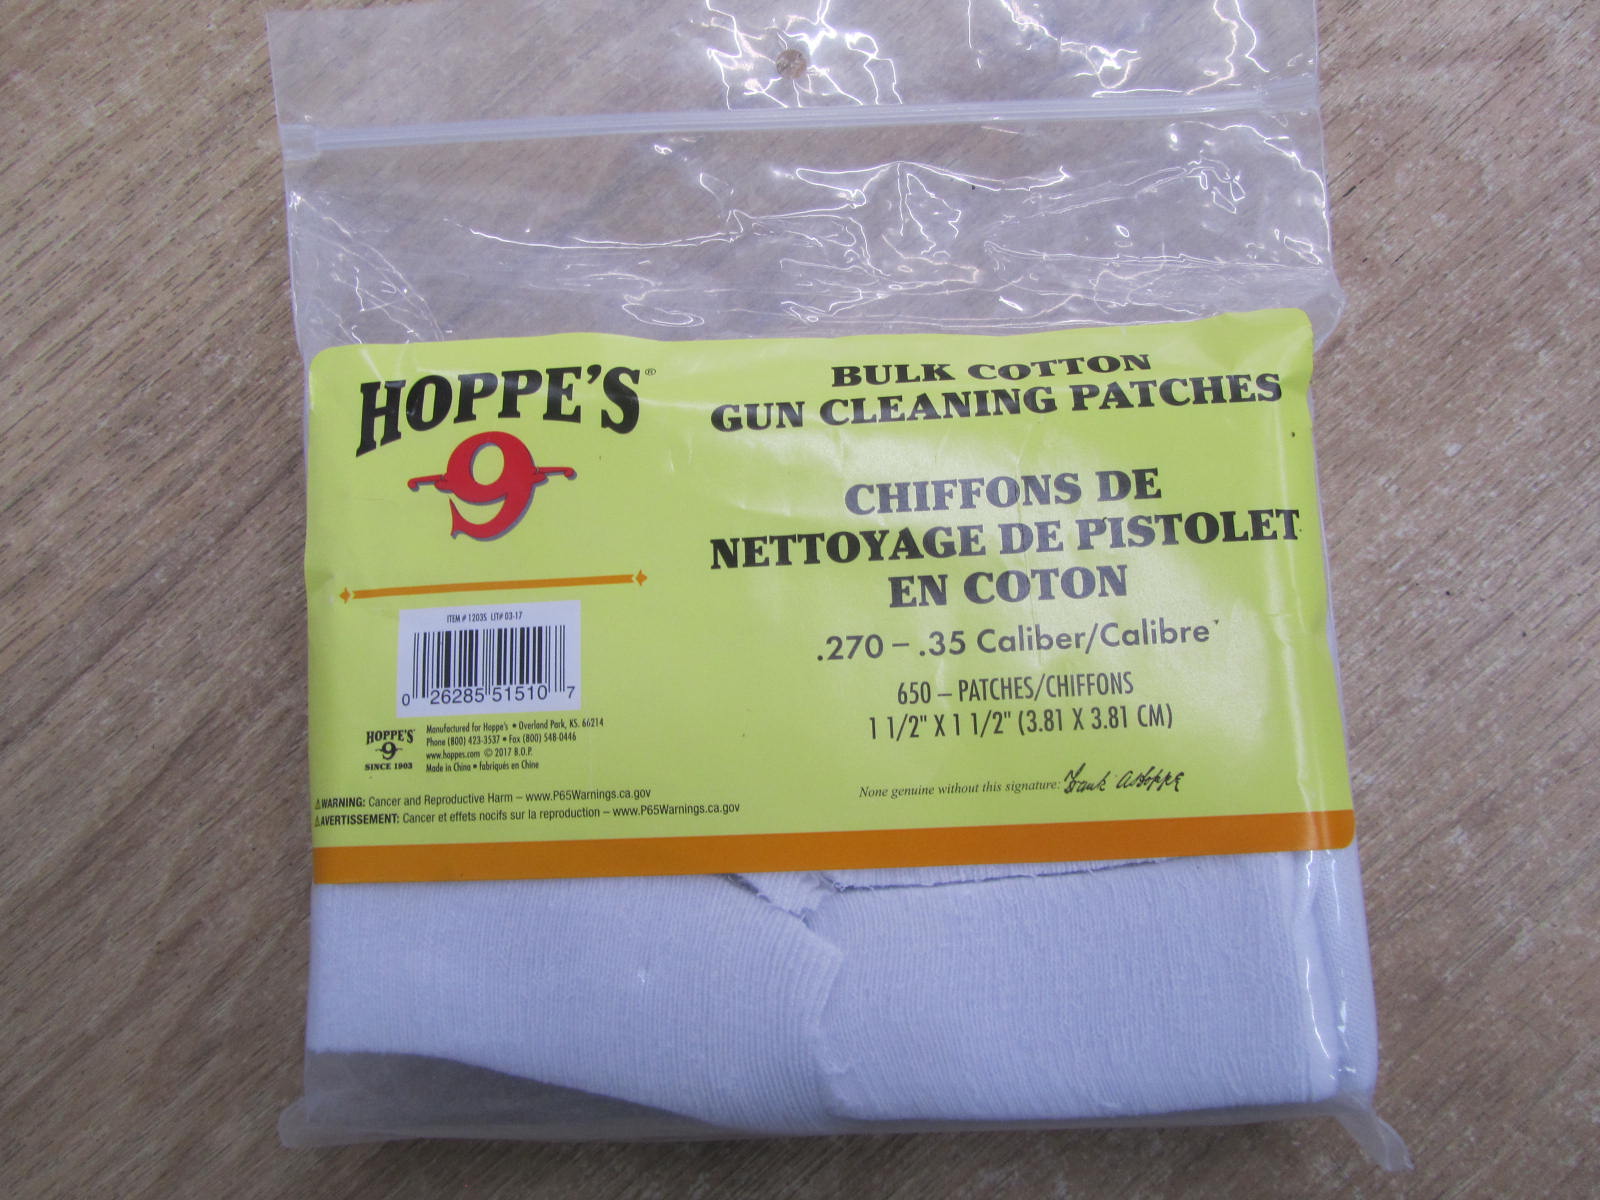 HOPPE'S®
9
BULK COTTON
GUN CLEANING PATCHES
CHIFFONS DE
NETTOYAGE DE PISTOLET
EN COTON
.270 – .35 Caliber/Calibre
650 – PATCHES/CHIFFONS
1 1/2" X 1 1/2" (3.81 X 3.81 CM)
None genuine without this signature: Frank A Hoppe
ITEM # 1203S LIT# 03-17
0 26285 51510 7
HOPPE'S
9
SINCE 1903
Manufactured for Hoppe's • Overland Park, KS. 66214
Phone (800) 423-3537 • Fax (800) 548-0446
www.hoppes.com © 2017 B.O.P.
Made in China • fabriqués en Chine
⚠WARNING: Cancer and Reproductive Harm – www.P65Warnings.ca.gov
⚠AVERTISSEMENT: Cancer et effets nocifs sur la reproduction – www.P65Warnings.ca.gov